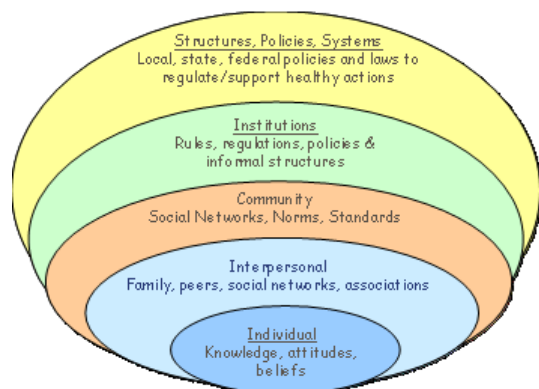 Structures, Policies, Systems
Local, state, federal policies and laws to
regulate/support healthy actions
Institutions
Rules, regulations, policies &
informal structures
Community
Social Networks, Norms, Standards
Interpersonal
Family, peers, social networks, associations
Individual
Knowledge, attitudes,
beliefs